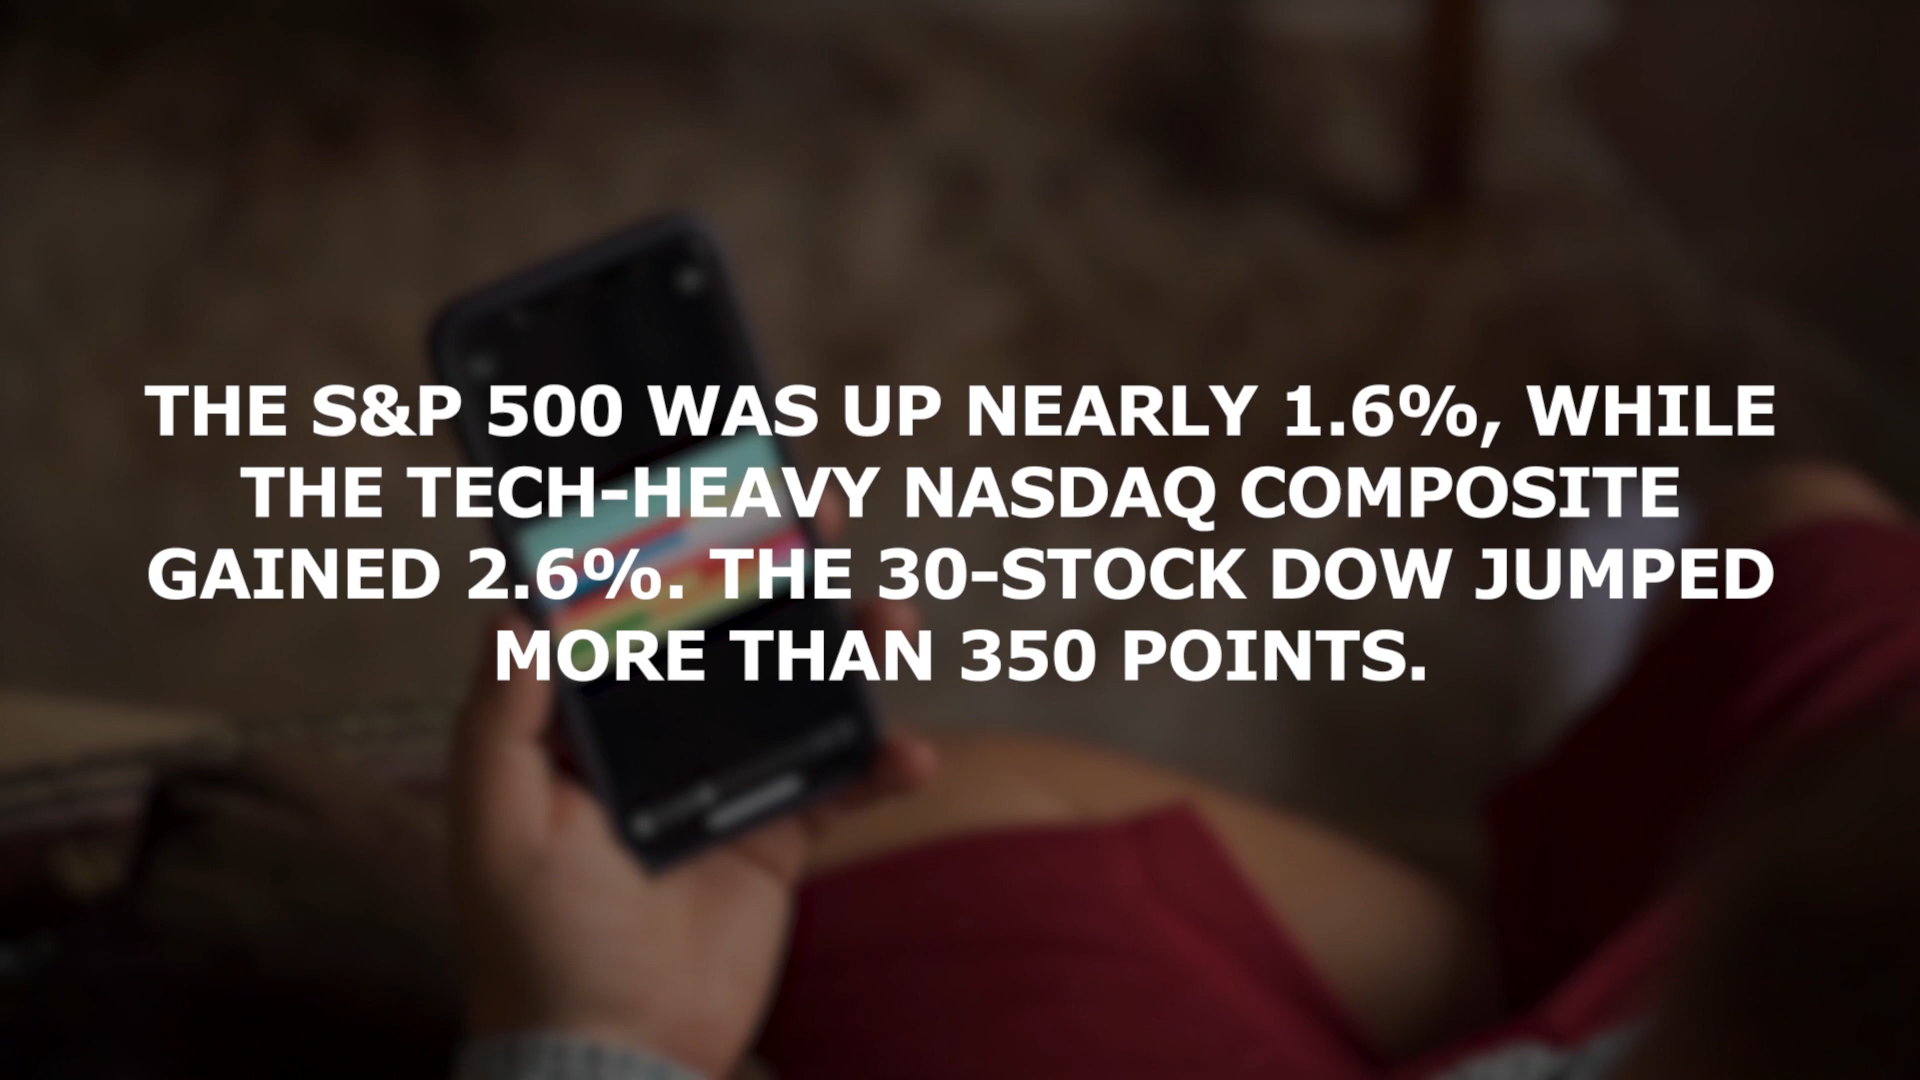 THE S&P 500 WAS UP NEARLY 1.6%, WHILE
THE TECH-HEAVY NASDAQ COMPOSITE
GAINED 2.6%. THE 30-STOCK DOW JUMPED
MORE THAN 350 POINTS.